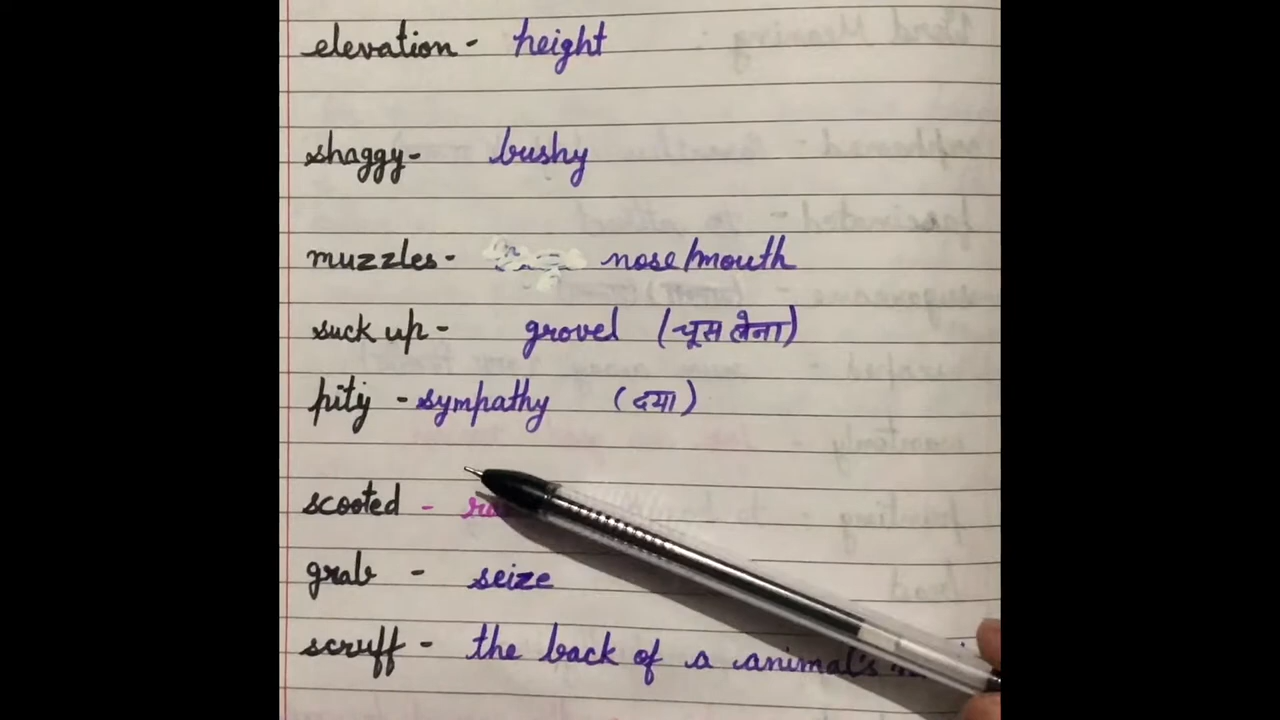 elevation - height
shaggy - bushy
muzzles - nose/mouth
suck up - grovel (चूस लेना)
pity - sympathy (दया)
scooted -
grab - seize
scruff - the back of a animal's